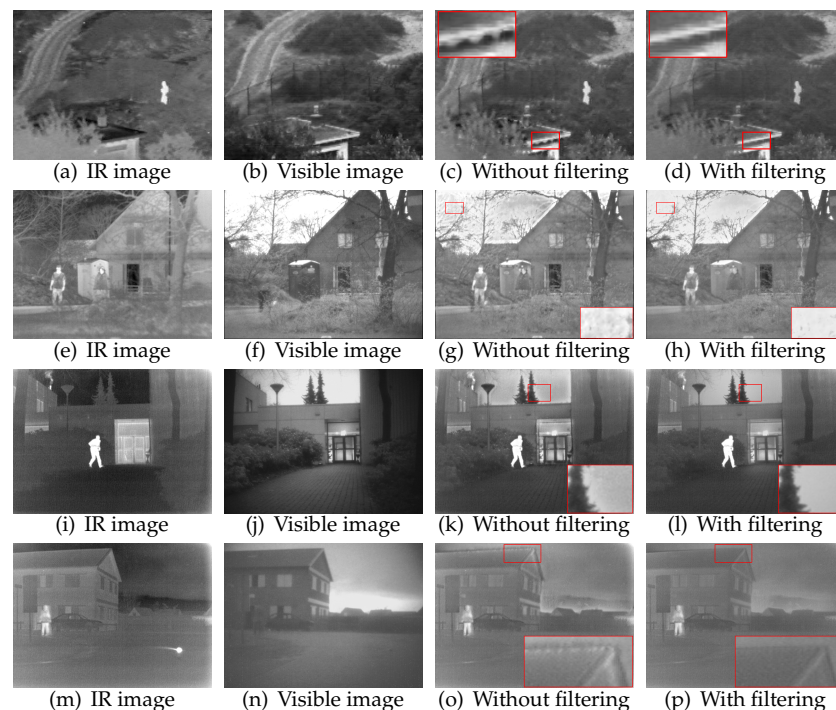 (a) IR image (b) Visible image (c) Without filtering (d) With filtering
(e) IR image (f) Visible image (g) Without filtering (h) With filtering
(i) IR image (j) Visible image (k) Without filtering (l) With filtering
(m) IR image (n) Visible image (o) Without filtering (p) With filtering